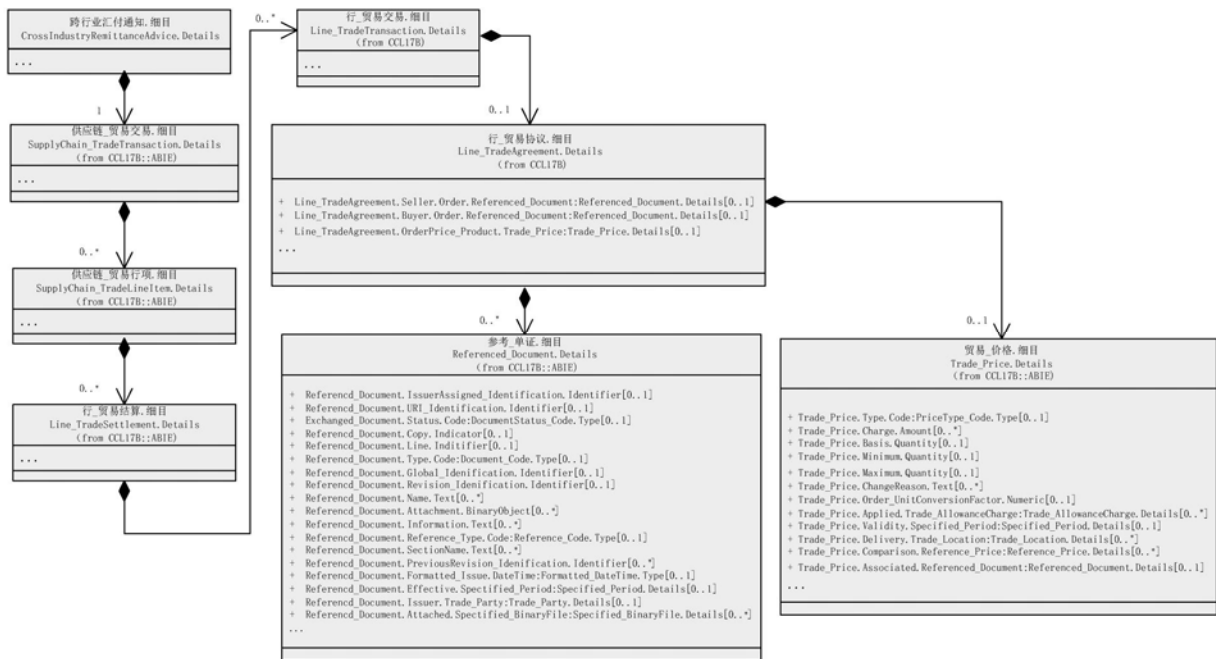 跨行业汇付通知.细目
CrossIndustryRemittanceAdvice.Details
...
1
供应链_贸易交易.细目
SupplyChain_TradeTransaction.Details
(from CCL17B::ABIE)
...
0..*
供应链_贸易行项.细目
SupplyChain_TradeLineItem.Details
(from CCL17B::ABIE)
...
0..*
行_贸易结算.细目
Line_TradeSettlement.Details
(from CCL17B::ABIE)
...
0..*
行_贸易交易.细目
Line_TradeTransaction.Details
(from CCL17B)
...
0..1
行_贸易协议.细目
Line_TradeAgreement.Details
(from CCL17B)
+ Line_TradeAgreement.Seller.Order.Referenced_Document:Referenced_Document.Details[0..1]
+ Line_TradeAgreement.Buyer.Order.Referenced_Document:Referenced_Document.Details[0..1]
+ Line_TradeAgreement.OrderPrice_Product.Trade_Price:Trade_Price.Details[0..1]
...
0..*
参考_单证.细目
Referenced_Document.Details
(from CCL17B::ABIE)
+ Referencd_Document.IssuerAssigned_Identification.Identifier[0..1]
+ Referencd_Document.URI_Identification.Identifier[0..1]
+ Exchanged_Document.Status.Code:DocumentStatus_Code.Type[0..1]
+ Referencd_Document.Copy.Indicator[0..1]
+ Referencd_Document.Line.Inditifier[0..1]
+ Referencd_Document.Type.Code:Document_Code.Type[0..1]
+ Referencd_Document.Global_Idenification.Identifier[0..1]
+ Referencd_Document.Revision_Idenification.Identifier[0..1]
+ Referencd_Document.Name.Text[0..*]
+ Referencd_Document.Attachment.BinaryObject[0..*]
+ Referencd_Document.Information.Text[0..*]
+ Referencd_Document.Reference_Type.Code:Reference_Code.Type[0..1]
+ Referencd_Document.SectionName.Text[0..*]
+ Referencd_Document.PreviousRevision_Idenification.Identifier[0..*]
+ Referencd_Document.Formatted_Issue.DateTime:Formatted_DateTime.Type[0..1]
+ Referencd_Document.Effective.Spectified_Period:Specified_Period.Details[0..1]
+ Referencd_Document.Issuer.Trade_Party:Trade_Party.Details[0..1]
+ Referencd_Document.Attached.Spectified_BinaryFile:Specified_BinaryFile.Details[0..*]
...
0..1
贸易_价格.细目
Trade_Price.Details
(from CCL17B::ABIE)
+ Trade_Price.Type.Code:PriceType_Code.Type[0..1]
+ Trade_Price.Charge.Amount[0..*]
+ Trade_Price.Basis.Quantity[0..1]
+ Trade_Price.Minimum.Quantity[0..1]
+ Trade_Price.Maximum.Quantity[0..1]
+ Trade_Price.ChangeReason.Text[0..*]
+ Trade_Price.Order_UnitConversionFactor.Numeric[0..1]
+ Trade_Price.Applied.Trade_AllowanceCharge:Trade_AllowanceCharge.Details[0..*]
+ Trade_Price.Validity.Specified_Period:Specified_Period.Details[0..1]
+ Trade_Price.Delivery.Trade_Location:Trade_Location.Details[0..*]
+ Trade_Price.Comparison.Reference_Price:Reference_Price.Details[0..*]
+ Trade_Price.Associated.Referenced_Document:Referenced_Document.Details[0..1]
...